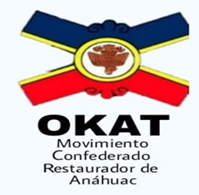 OKAT
Movimiento
Confederado
Restaurador de
Anáhuac